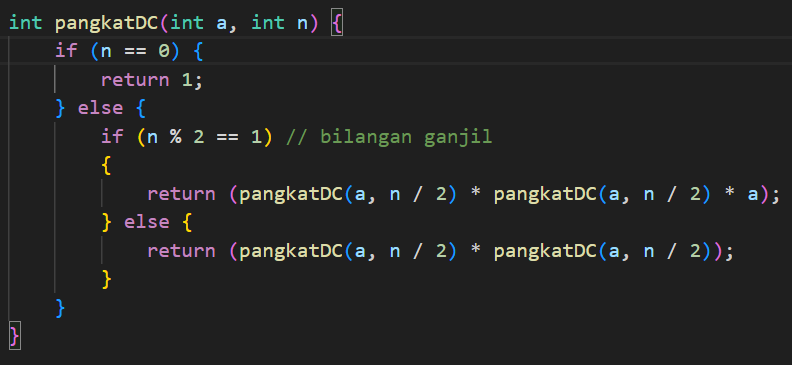 int pangkatDC(int a, int n) {
    if (n == 0) {
        return 1;
    } else {
        if (n % 2 == 1) // bilangan ganjil
        {
            return (pangkatDC(a, n / 2) * pangkatDC(a, n / 2) * a);
        } else {
            return (pangkatDC(a, n / 2) * pangkatDC(a, n / 2));
        }
    }
}